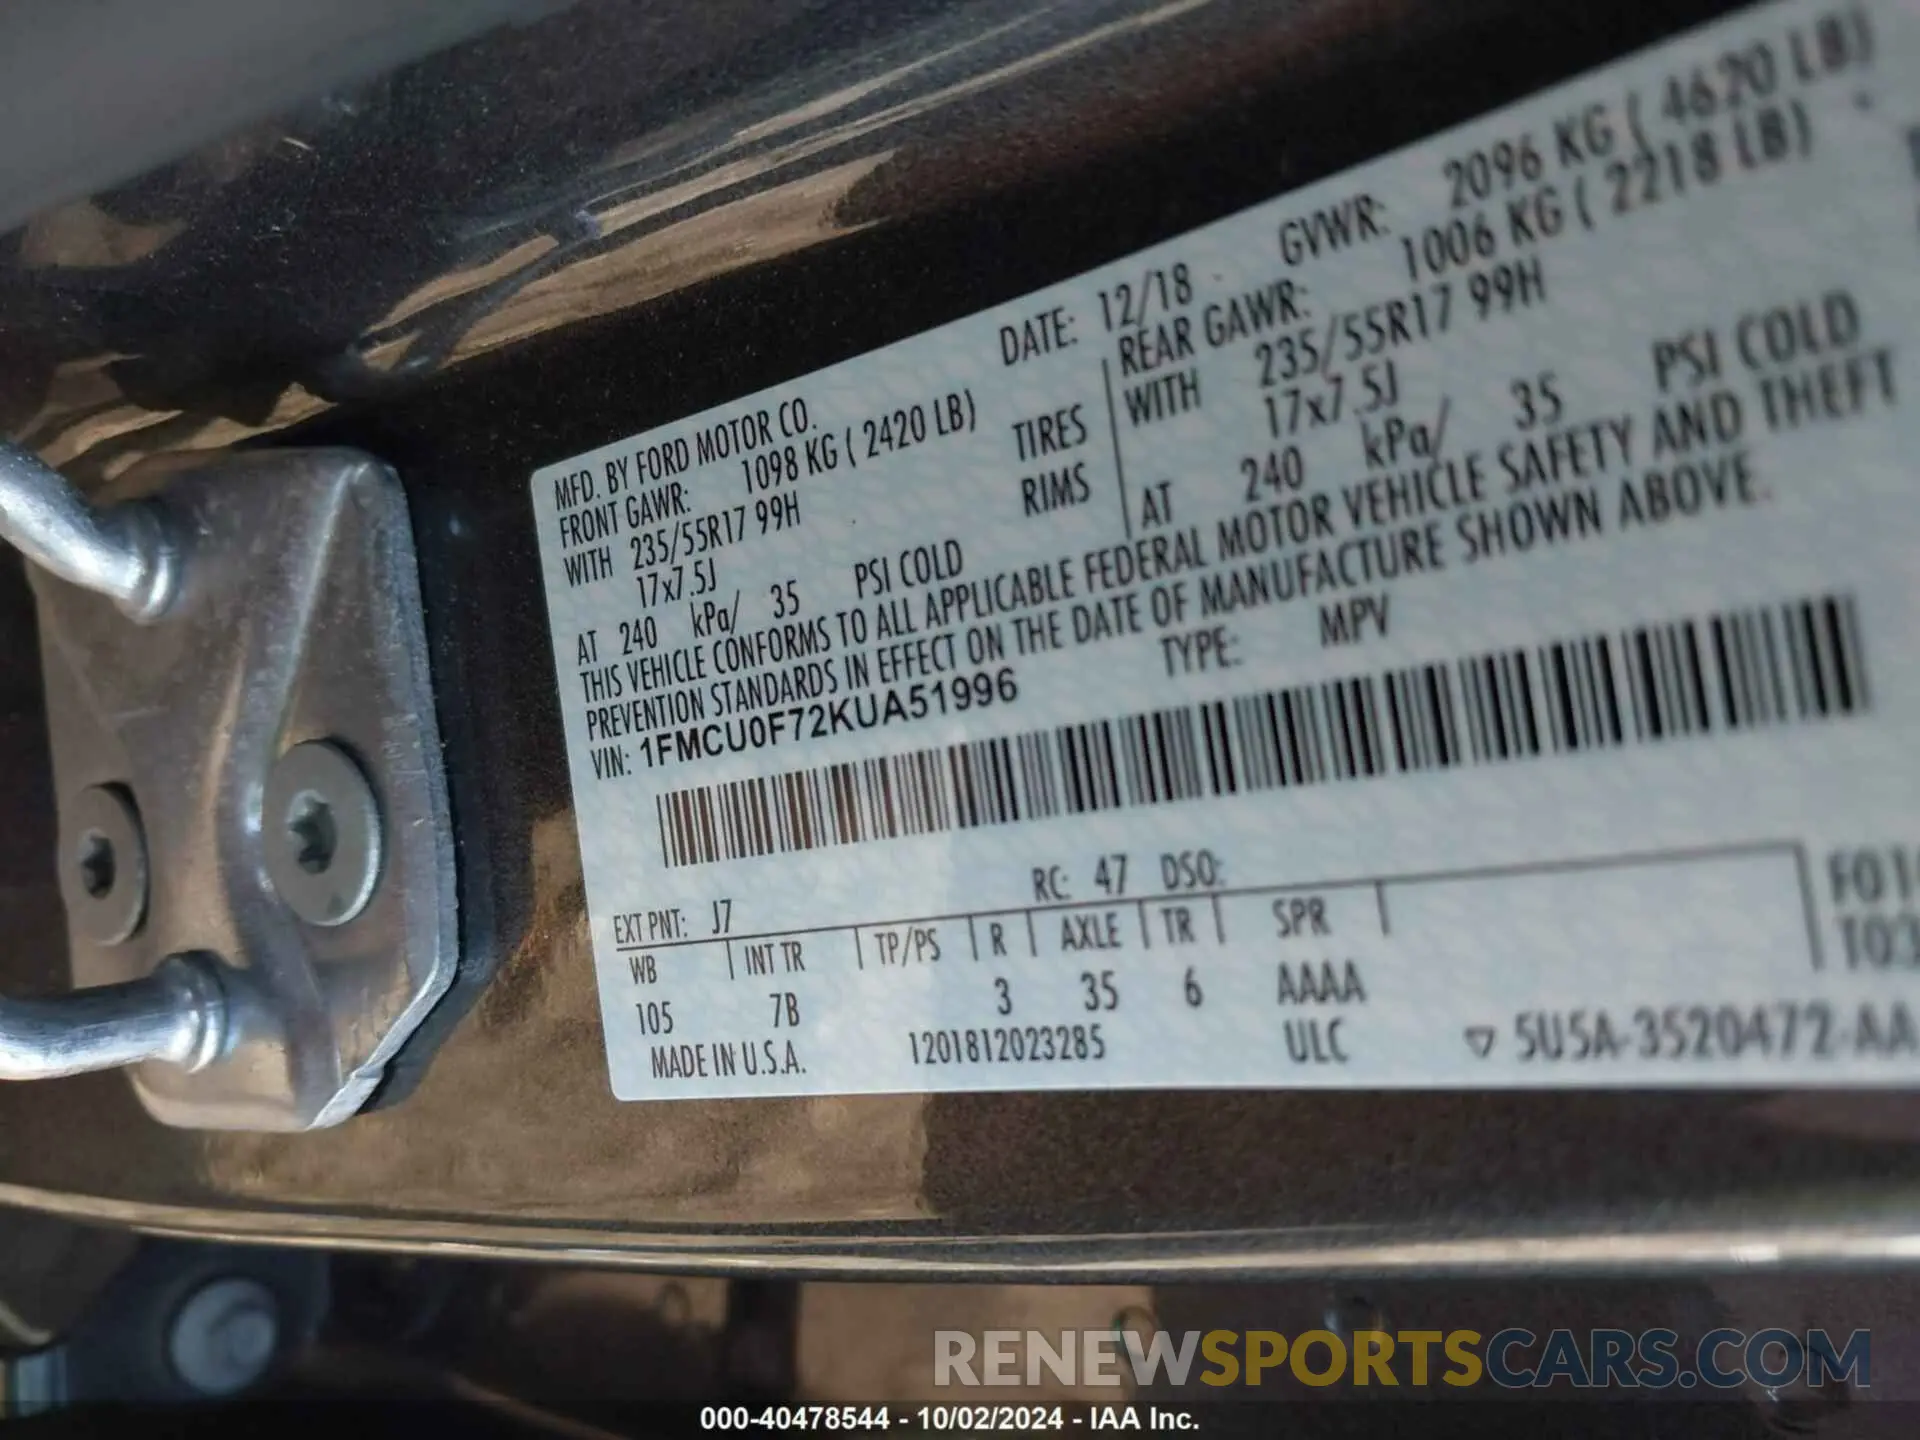 MFD. BY FORD MOTOR CO. DATE: 12/18 GVWR: 2096 KG ( 4620 LB)
FRONT GAWR: 1098 KG ( 2420 LB) REAR GAWR: 1006 KG ( 2218 LB)
WITH 235/55R17 99H TIRES WITH 235/55R17 99H
17x7.5J RIMS 17x7.5J
AT 240 kPa/ 35 PSI COLD AT 240 kPa/ 35 PSI COLD
THIS VEHICLE CONFORMS TO ALL APPLICABLE FEDERAL MOTOR VEHICLE SAFETY AND THEFT
PREVENTION STANDARDS IN EFFECT ON THE DATE OF MANUFACTURE SHOWN ABOVE.
VIN: 1FMCU0F72KUA51996 TYPE: MPV
EXT PNT: J7 RC: 47 DSO:
WB INT TR TP/PS R AXLE TR SPR
105 7B 3 35 6 AAAA
MADE IN U.S.A. 1201812023285 ULC 5U5A-3520472-AA
RENEWSPORTSCARS.COM
000-40478544 - 10/02/2024 - IAA Inc.